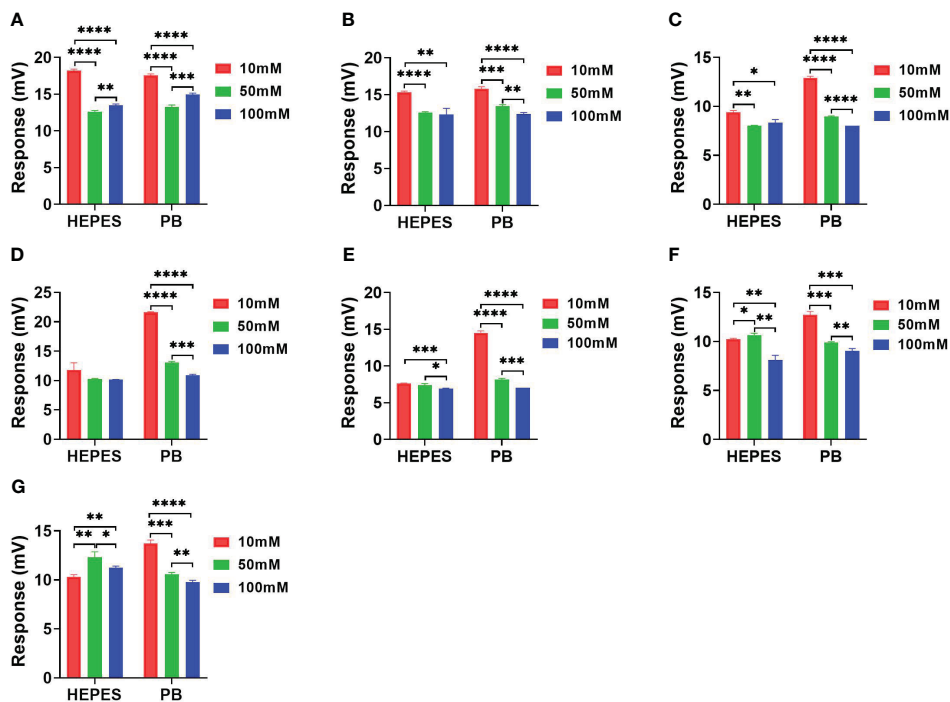 A
Response (mV)
20
15
10
5
0
**** ****
**** **** ***
**
HEPES PB
10mM
50mM
100mM
B
Response (mV)
20
15
10
5
0
** ****
**** *** **
HEPES PB
10mM
50mM
100mM
C
Response (mV)
15
10
5
0
****
* ****
** ****
HEPES PB
10mM
50mM
100mM
D
Response (mV)
25
20
15
10
5
0
****
****
***
HEPES PB
10mM
50mM
100mM
E
Response (mV)
20
15
10
5
0
****
****
*** ***
*
HEPES PB
10mM
50mM
100mM
F
Response (mV)
15
10
5
0
** ***
* ** ***
**
HEPES PB
10mM
50mM
100mM
G
Response (mV)
15
10
5
0
** ****
** * ***
**
HEPES PB
10mM
50mM
100mM